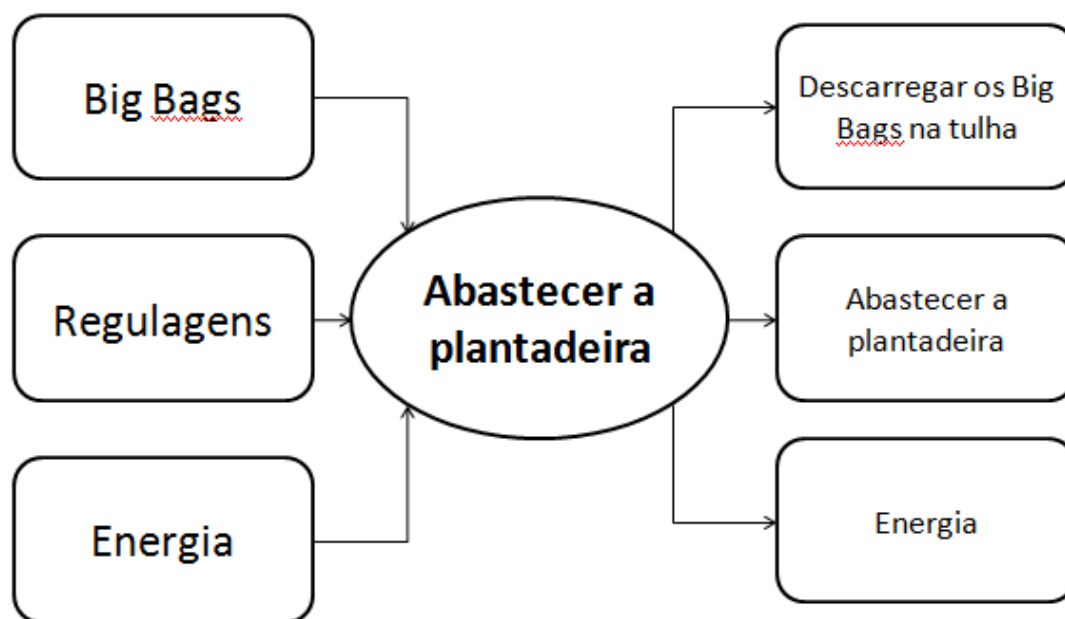 Big Bags
Regulagens
Energia
Abastecer a
plantadeira
Descarregar os Big
Bags na tulha
Abastecer a
plantadeira
Energia